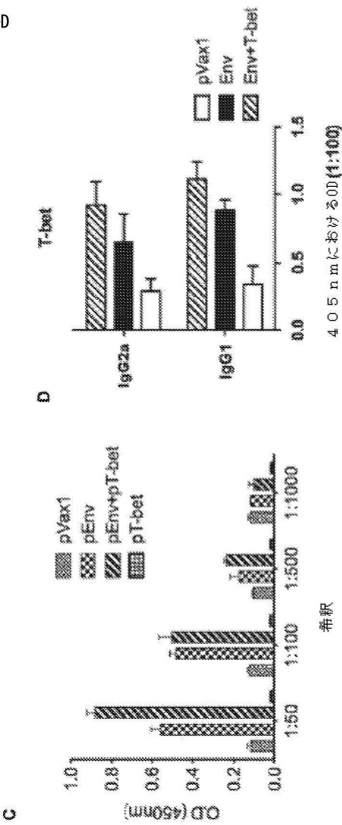 C
pVax1
pEnv
pEnv+pT-bet
pT-bet
O.D (450nm)
1.0
0.8
0.6
0.4
0.2
0.0
1:50
1:100
1:500
1:1000
希釈
D
D
T-bet
IgG2a
IgG1
pVax1
Env
Env+T-bet
0.0
0.5
1.0
1.5
405nmにおけるOD(1:100)